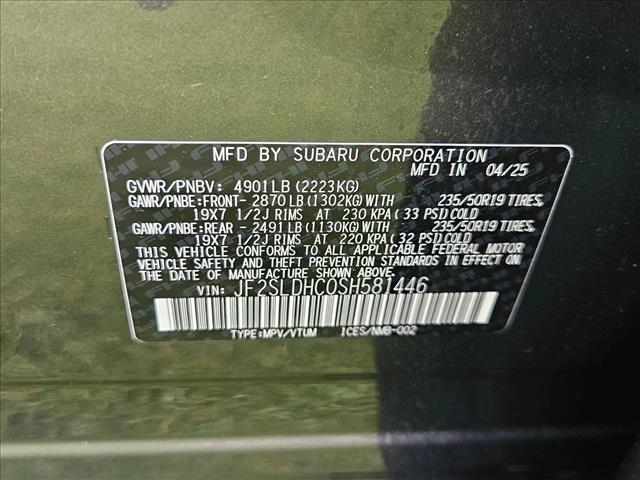 MFD BY SUBARU CORPORATION
MFD IN 04/25
GVWR/PNBV: 4901LB(2223KG)
GAWR/PNBE:FRONT- 2870LB(1302KG)WITH 235/50R19 TIRES,
19X7 1/2J RIMS AT 230 KPA(33 PSI)COLD
GAWR/PNBE:REAR - 2491LB(1130KG)WITH 235/50R19 TIRES,
19X7 1/2J RIMS AT 220 KPA(32 PSI)COLD
THIS VEHICLE CONFORMS TO ALL APPLICABLE FEDERAL MOTOR
VEHICLE SAFETY AND THEFT PREVENTION STANDARDS IN EFFECT ON
THE DATE OF MANUFACTURE SHOWN ABOVE.
VIN: JF2SLDHC0SH581446
TYPE:MPV/VTUM ICES/NMB-002